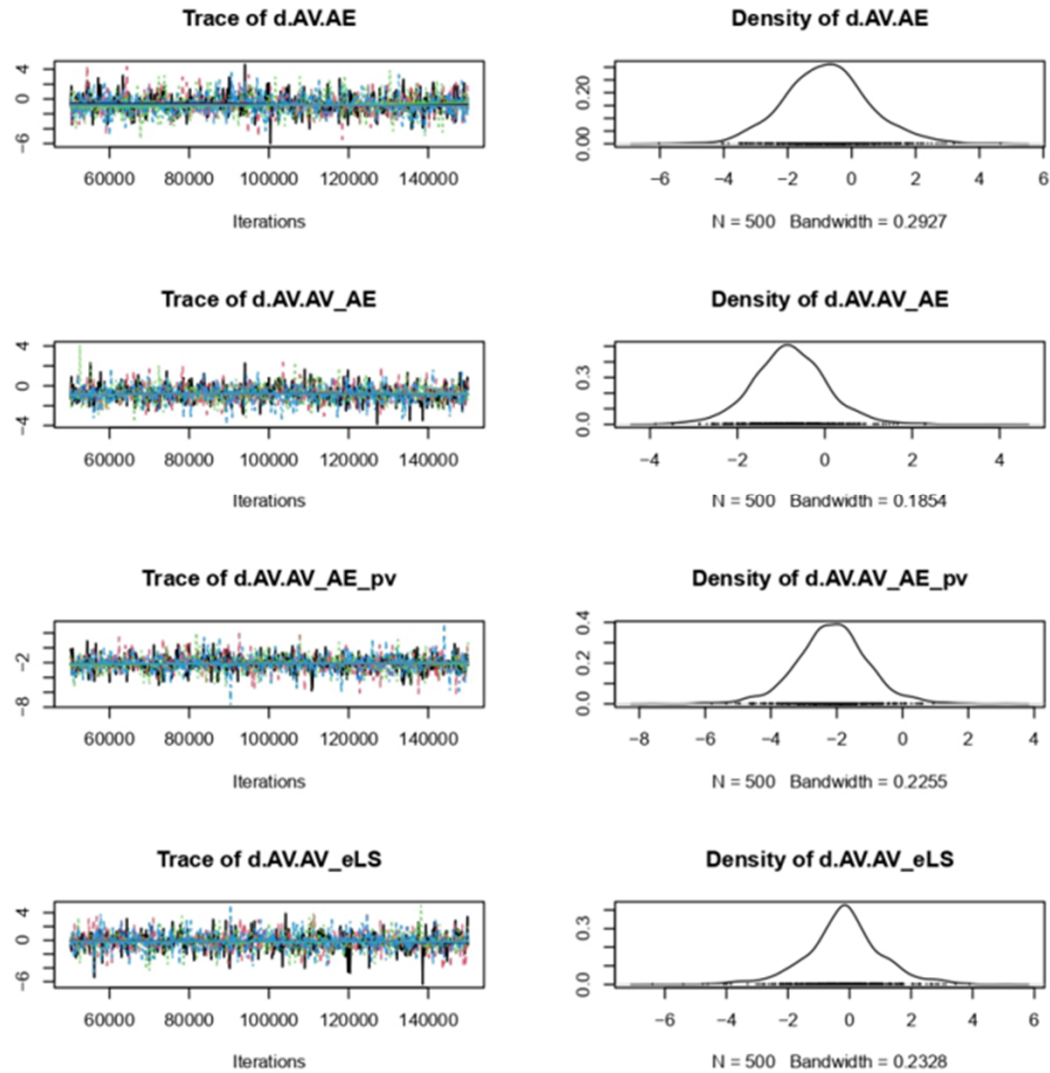 Trace of d.AV.AE
Density of d.AV.AE
4
0
−6
60000 80000 100000 120000 140000
Iterations
0.20
0.00
−6 −4 −2 0 2 4 6
N = 500 Bandwidth = 0.2927
Trace of d.AV.AV_AE
Density of d.AV.AV_AE
4
0
−4
60000 80000 100000 120000 140000
Iterations
0.3
0.0
−4 −2 0 2 4
N = 500 Bandwidth = 0.1854
Trace of d.AV.AV_AE_pv
Density of d.AV.AV_AE_pv
−2
−8
60000 80000 100000 120000 140000
Iterations
0.4
0.2
0.0
−8 −6 −4 −2 0 2 4
N = 500 Bandwidth = 0.2255
Trace of d.AV.AV_eLS
Density of d.AV.AV_eLS
4
0
−6
60000 80000 100000 120000 140000
Iterations
0.3
0.0
−6 −4 −2 0 2 4 6
N = 500 Bandwidth = 0.2328